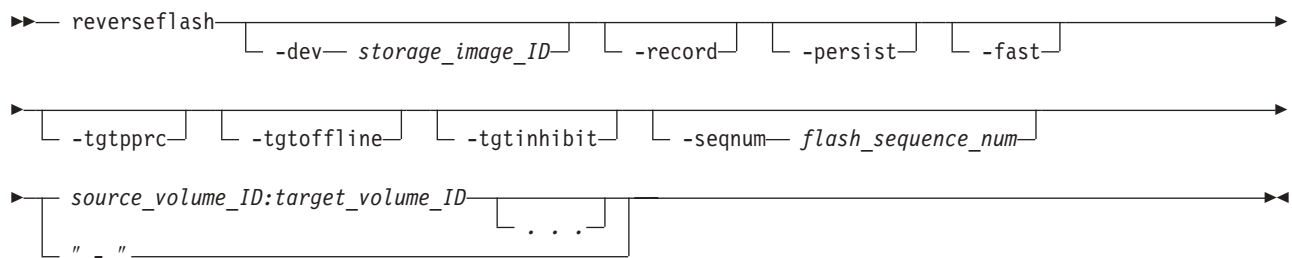 reverseflash -dev storage_image_ID -record -persist -fast
-tgtpprc -tgtoffline -tgtinhibit -seqnum flash_sequence_num
source_volume_ID:target_volume_ID . . .
" - "